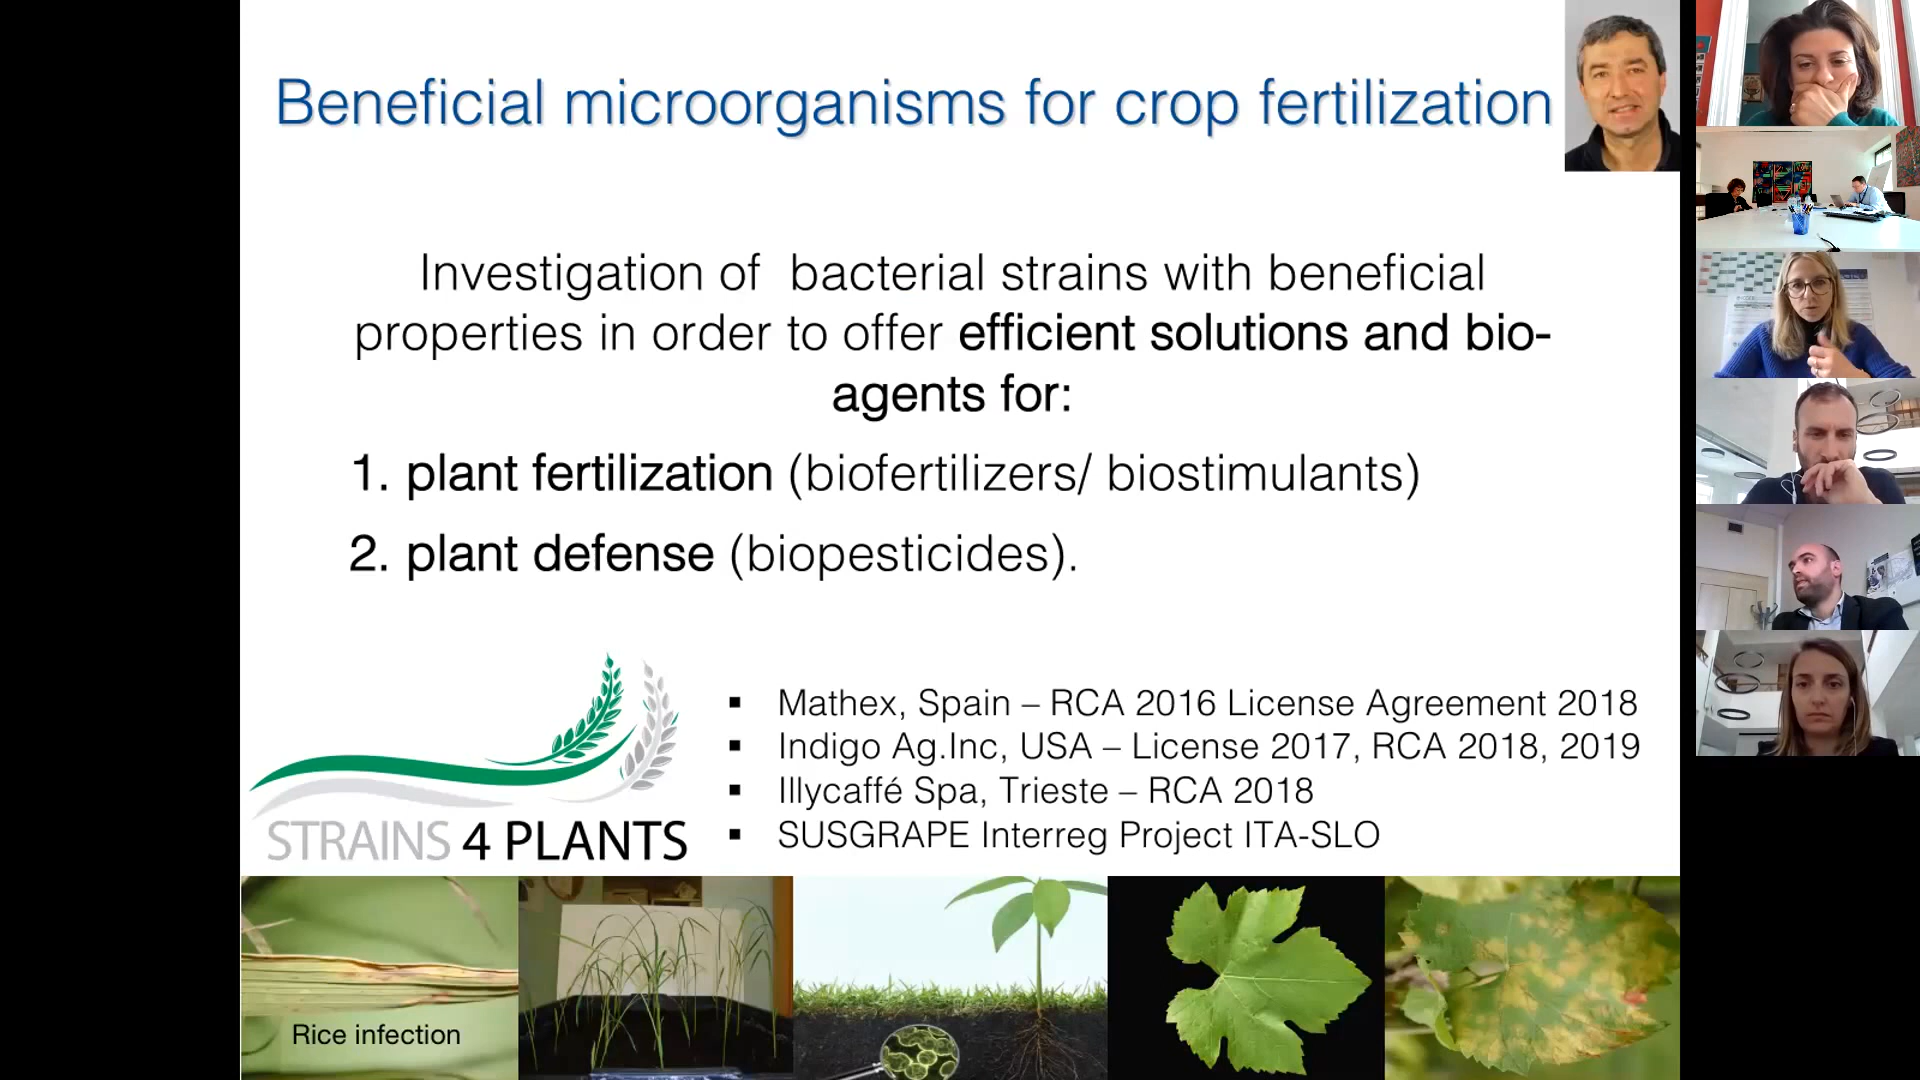 Beneficial microorganisms for crop fertilization
Investigation of  bacterial strains with beneficial
properties in order to offer efficient solutions and bio-
agents for:
1. plant fertilization (biofertilizers/ biostimulants)
2. plant defense (biopesticides).
STRAINS 4 PLANTS
▪ Mathex, Spain – RCA 2016 License Agreement 2018
▪ Indigo Ag.Inc, USA – License 2017, RCA 2018, 2019
▪ Illycaffé Spa, Trieste – RCA 2018
▪ SUSGRAPE Interreg Project ITA-SLO
Rice infection